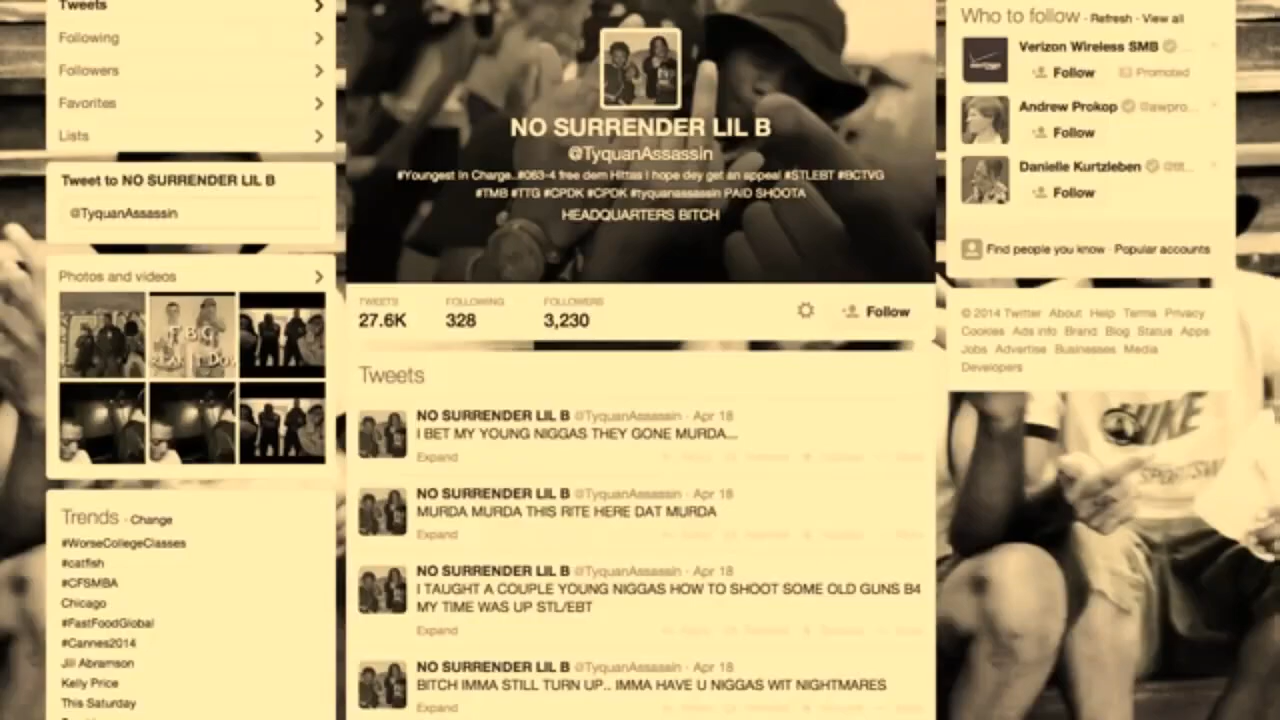 Tweets
Following
Followers
Favorites
Lists
Tweet to NO SURRENDER LIL B
@TyquanAssassin
Photos and videos
F.B.G
Trends · Change
#WorseCollegeClasses
#catfish
#CFSMBA
Chicago
#FastFoodGlobal
#Cannes2014
Jill Abramson
Kelly Price
This Saturday
NO SURRENDER LIL B
@TyquanAssassin
#Youngest In Charge..#063-4 free dem Hittas I hope dey get an appeal #STLEBT #BCTVG
#TMB #TTG #CPDK #CPDK #tyquanassassin PAID SHOOTA
HEADQUARTERS BITCH
TWEETS
27.6K
FOLLOWING
328
FOLLOWERS
3,230
Follow
Tweets
NO SURRENDER LIL B @TyquanAssassin · Apr 18
I BET MY YOUNG NIGGAS THEY GONE MURDA...
Expand
NO SURRENDER LIL B @TyquanAssassin · Apr 18
MURDA MURDA THIS RITE HERE DAT MURDA
Expand
NO SURRENDER LIL B @TyquanAssassin · Apr 18
I TAUGHT A COUPLE YOUNG NIGGAS HOW TO SHOOT SOME OLD GUNS B4
MY TIME WAS UP STL/EBT
Expand
NO SURRENDER LIL B @TyquanAssassin · Apr 18
BITCH IMMA STILL TURN UP.. IMMA HAVE U NIGGAS WIT NIGHTMARES
Expand
Who to follow · Refresh · View all
Verizon Wireless SMB
Follow Promoted
Andrew Prokop @awpro...
Follow
Danielle Kurtzleben
Follow
Find people you know · Popular accounts
© 2014 Twitter About Help Terms Privacy
Cookies Ads info Brand Blog Status Apps
Jobs Advertise Businesses Media
Developers
NIKE